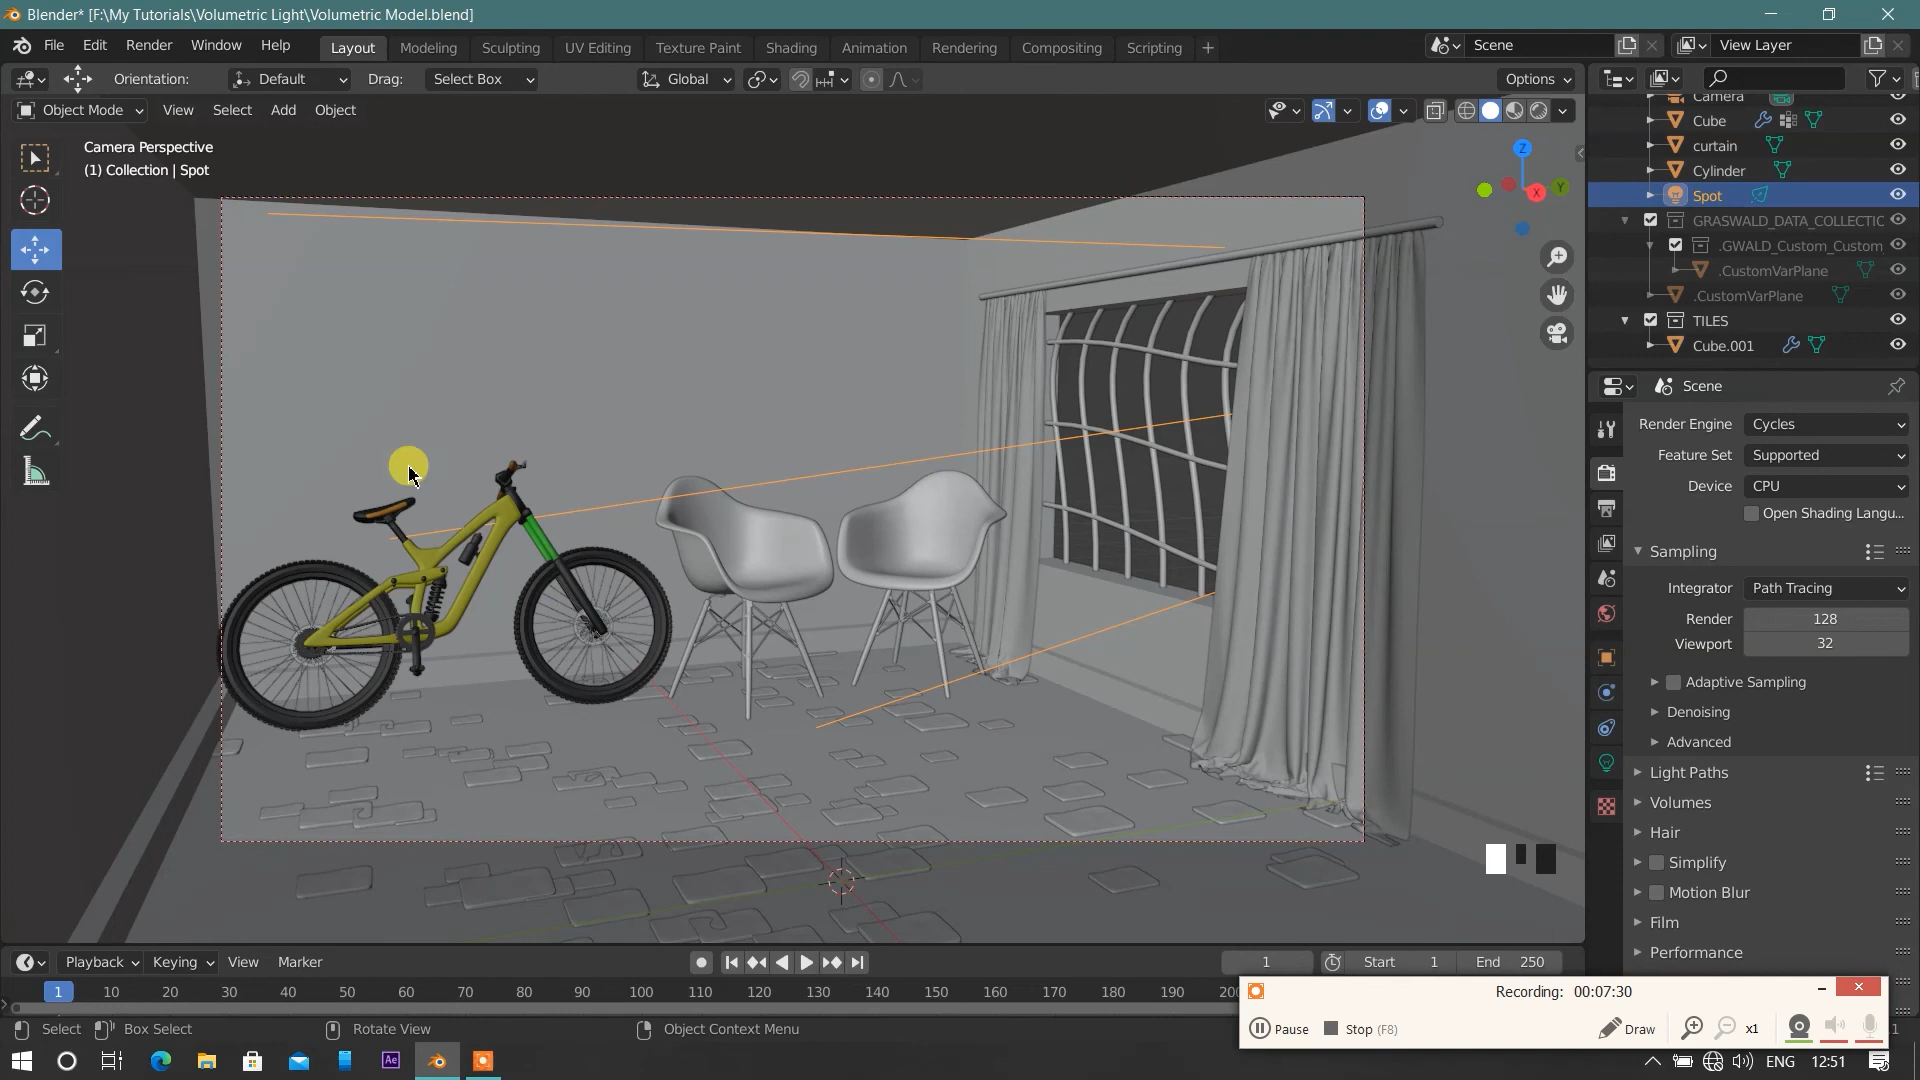 Blender* [F:\My Tutorials\Volumetric Light\Volumetric Model.blend]
File Edit Render Window Help
Layout Modeling Sculpting UV Editing Texture Paint Shading Animation Rendering Compositing Scripting +
Scene
View Layer
Orientation: Default Drag: Select Box
Global
Options
Object Mode View Select Add Object
Camera Perspective
(1) Collection | Spot
Z
X
Y
Camera
Cube
curtain
Cylinder
Spot
GRASWALD_DATA_COLLECTIC
.GWALD_Custom_Custom
.CustomVarPlane
.CustomVarPlane
TILES
Cube.001
Scene
Render Engine Cycles
Feature Set Supported
Device CPU
Open Shading Langu...
Sampling
Integrator Path Tracing
Render 128
Viewport 32
Adaptive Sampling
Denoising
Advanced
Light Paths
Volumes
Hair
Simplify
Motion Blur
Film
Performance
Playback Keying View Marker
1 Start 1 End 250
1 10 20 30 40 50 60 70 80 90 100 110 120 130 140 150 160 170 180 190
Recording: 00:07:30
Pause Stop (F8) Draw x1
Select Box Select Rotate View Object Context Menu
Ae
ENG 12:51